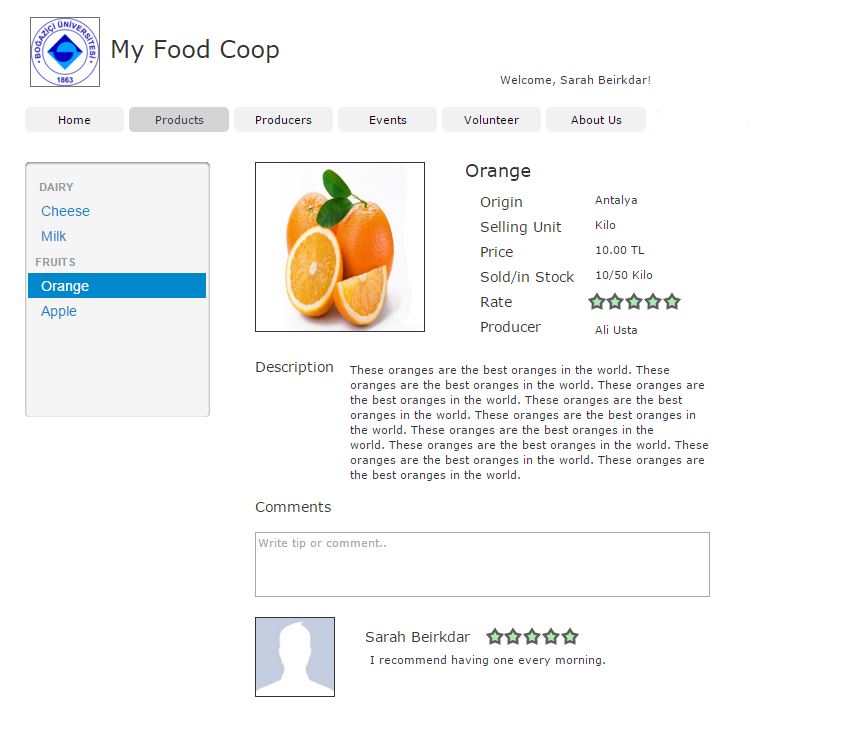 BOĞAZİÇİ ÜNİVERSİTESİ
1863
My Food Coop
Welcome, Sarah Beirkdar!
Home Products Producers Events Volunteer About Us
DAIRY
Cheese
Milk
FRUITS
Orange
Apple
Orange
Origin Antalya
Selling Unit Kilo
Price 10.00 TL
Sold/in Stock 10/50 Kilo
Rate
Producer Ali Usta
Description
These oranges are the best oranges in the world. These
oranges are the best oranges in the world. These oranges are
the best oranges in the world. These oranges are the best
oranges in the world. These oranges are the best oranges in
the world. These oranges are the best oranges in the
world. These oranges are the best oranges in the world. These
oranges are the best oranges in the world. These oranges are
the best oranges in the world.
Comments
Write tip or comment..
Sarah Beirkdar
I recommend having one every morning.